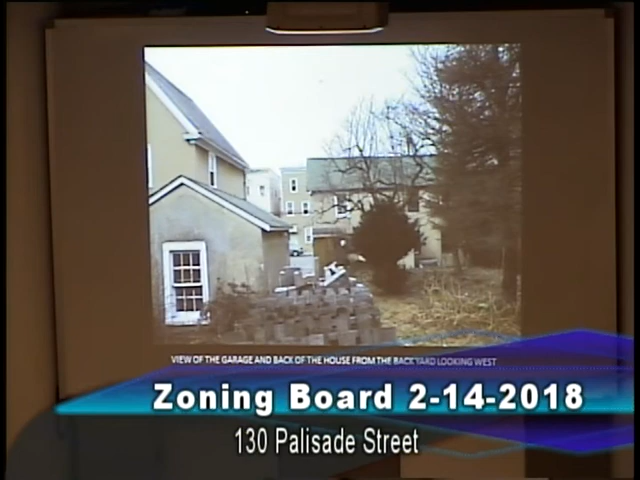 VIEW OF THE GARAGE AND BACK OF THE HOUSE FROM THE BACK YARD LOOKING WEST
Zoning Board 2-14-2018
130 Palisade Street